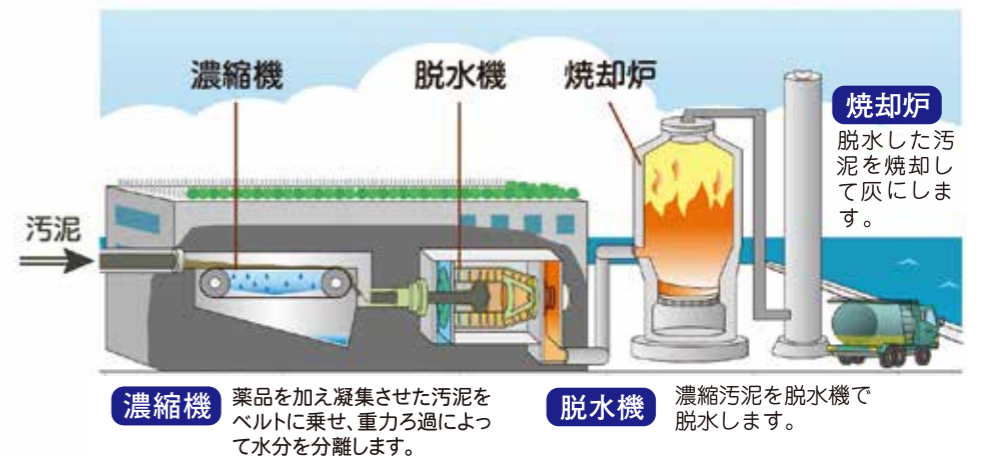 濃縮機
脱水機
焼却炉
焼却炉
脱水した汚
泥を焼却し
て灰にしま
す。
汚泥
濃縮機
薬品を加え凝集させた汚泥を
ベルトに乗せ、重力ろ過によっ
て水分を分離します。
脱水機
濃縮汚泥を脱水機で
脱水します。